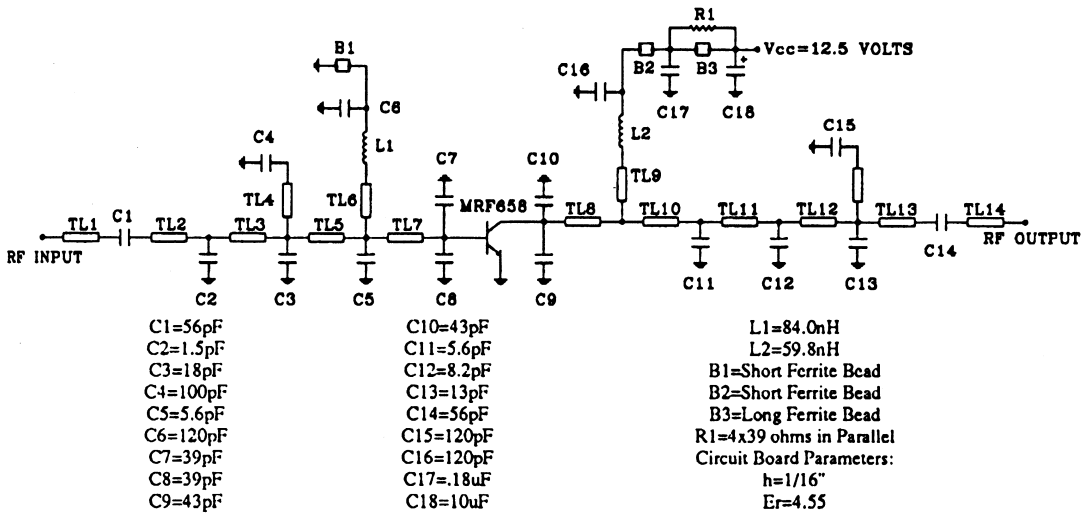 R1
B1
Vcc=12.5 VOLTS
B2
B3
C16
C6
C17
C18
L1
L2
C4
C7
C10
C15
TL4
TL6
TL9
MRF658
TL1
C1
TL2
TL3
TL5
TL7
TL8
TL10
TL11
TL12
TL13
TL14
RF INPUT
RF OUTPUT
C14
C2
C3
C5
C8
C9
C11
C12
C13
C1=56pF
C2=1.5pF
C3=18pF
C4=100pF
C5=5.6pF
C6=120pF
C7=39pF
C8=39pF
C9=43pF
C10=43pF
C11=5.6pF
C12=8.2pF
C13=13pF
C14=56pF
C15=120pF
C16=120pF
C17=.18uF
C18=10uF
L1=84.0nH
L2=59.8nH
B1=Short Ferrite Bead
B2=Short Ferrite Bead
B3=Long Ferrite Bead
R1=4x39 ohms in Parallel
Circuit Board Parameters:
h=1/16"
Er=4.55